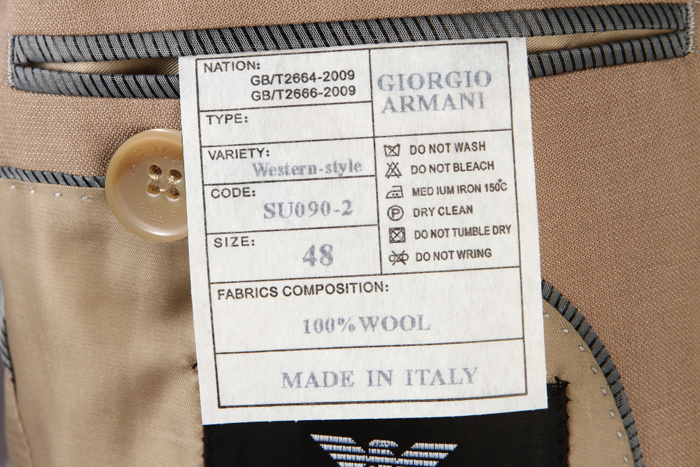 NATION:
GB/T2664-2009
GB/T2666-2009
GIORGIO
ARMANI
TYPE:
VARIETY:
Western-style
CODE:
SU090-2
SIZE:
48
DO NOT WASH
DO NOT BLEACH
MEDIUM IRON 150°C
DRY CLEAN
DO NOT TUMBLE DRY
DO NOT WRING
FABRICS COMPOSITION:
100% WOOL
MADE IN ITALY